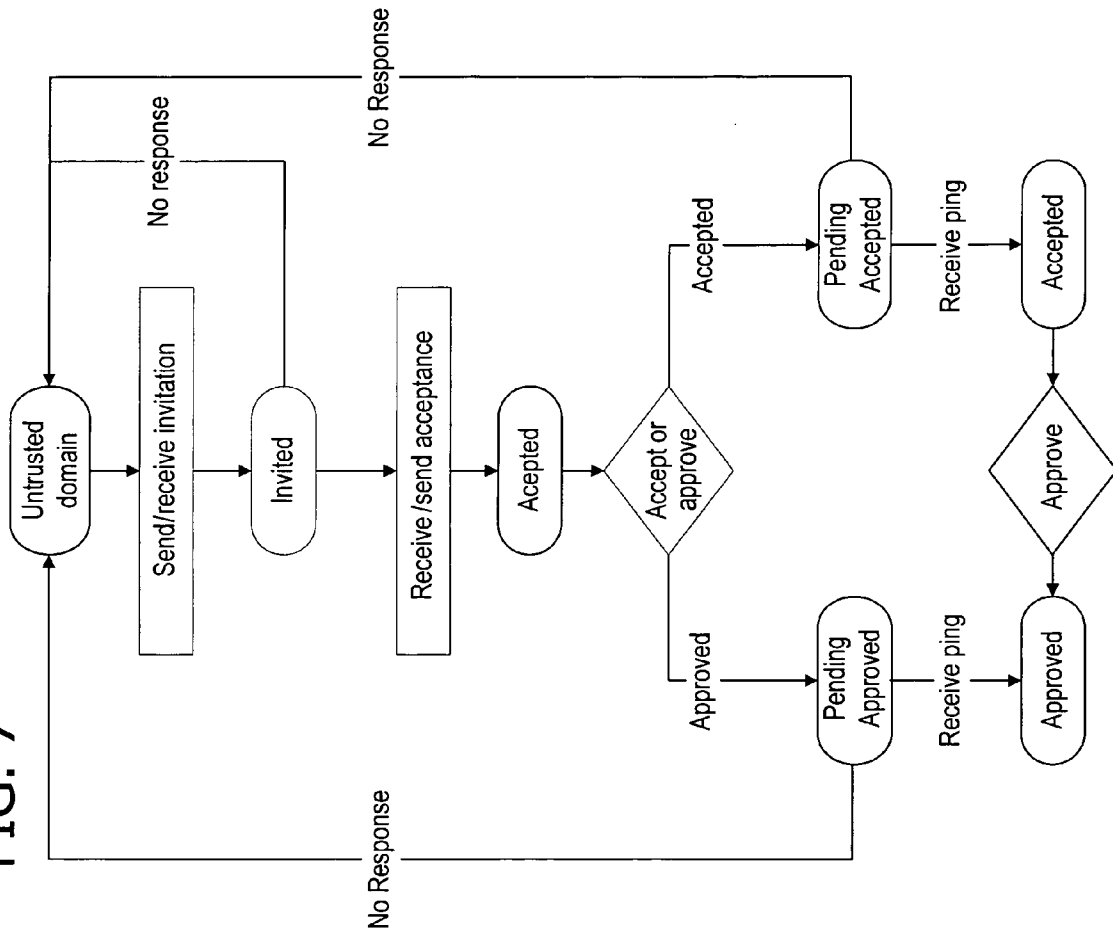 FIG.
Untrusted
domain
Send/receive invitation
No response
Invited
No Response
No Response
Receive/send acceptance
Acepted
Accept or
approve
Approved
Accepted
Pending
Approved
Pending
Accepted
Receive ping
Receive ping
Approved
Approve
Accepted